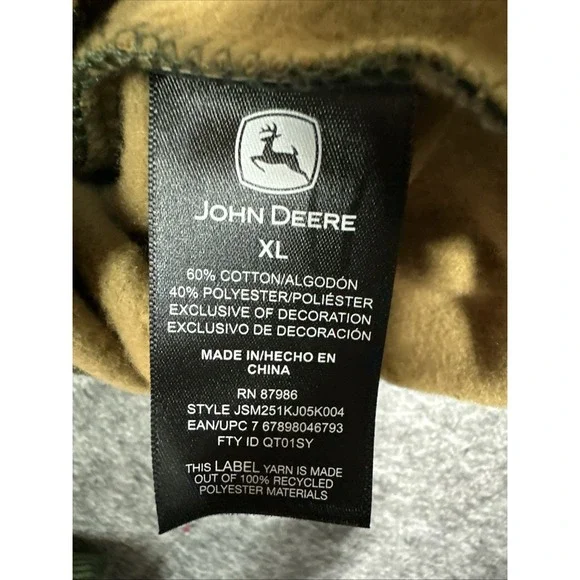 JOHN DEERE
XL
60% COTTON/ALGODÓN
40% POLYESTER/POLIÉSTER
EXCLUSIVE OF DECORATION
EXCLUSIVO DE DECORACIÓN
MADE IN/HECHO EN
CHINA
RN 87986
STYLE JSM251KJ05K004
EAN/UPC 7 67898046793
FTY ID QT01SY
THIS LABEL YARN IS MADE
OUT OF 100% RECYCLED
POLYESTER MATERIALS